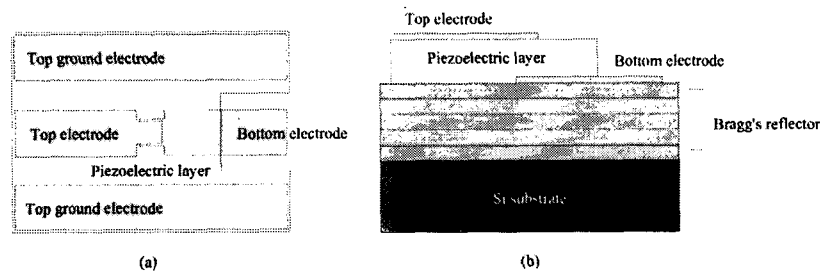 Top ground electrode
Top electrode
Bottom electrode
Piezoelectric layer
Top ground electrode
(a)
Top electrode
Piezoelectric layer
Bottom electrode
Bragg's reflector
Si substrate
(b)